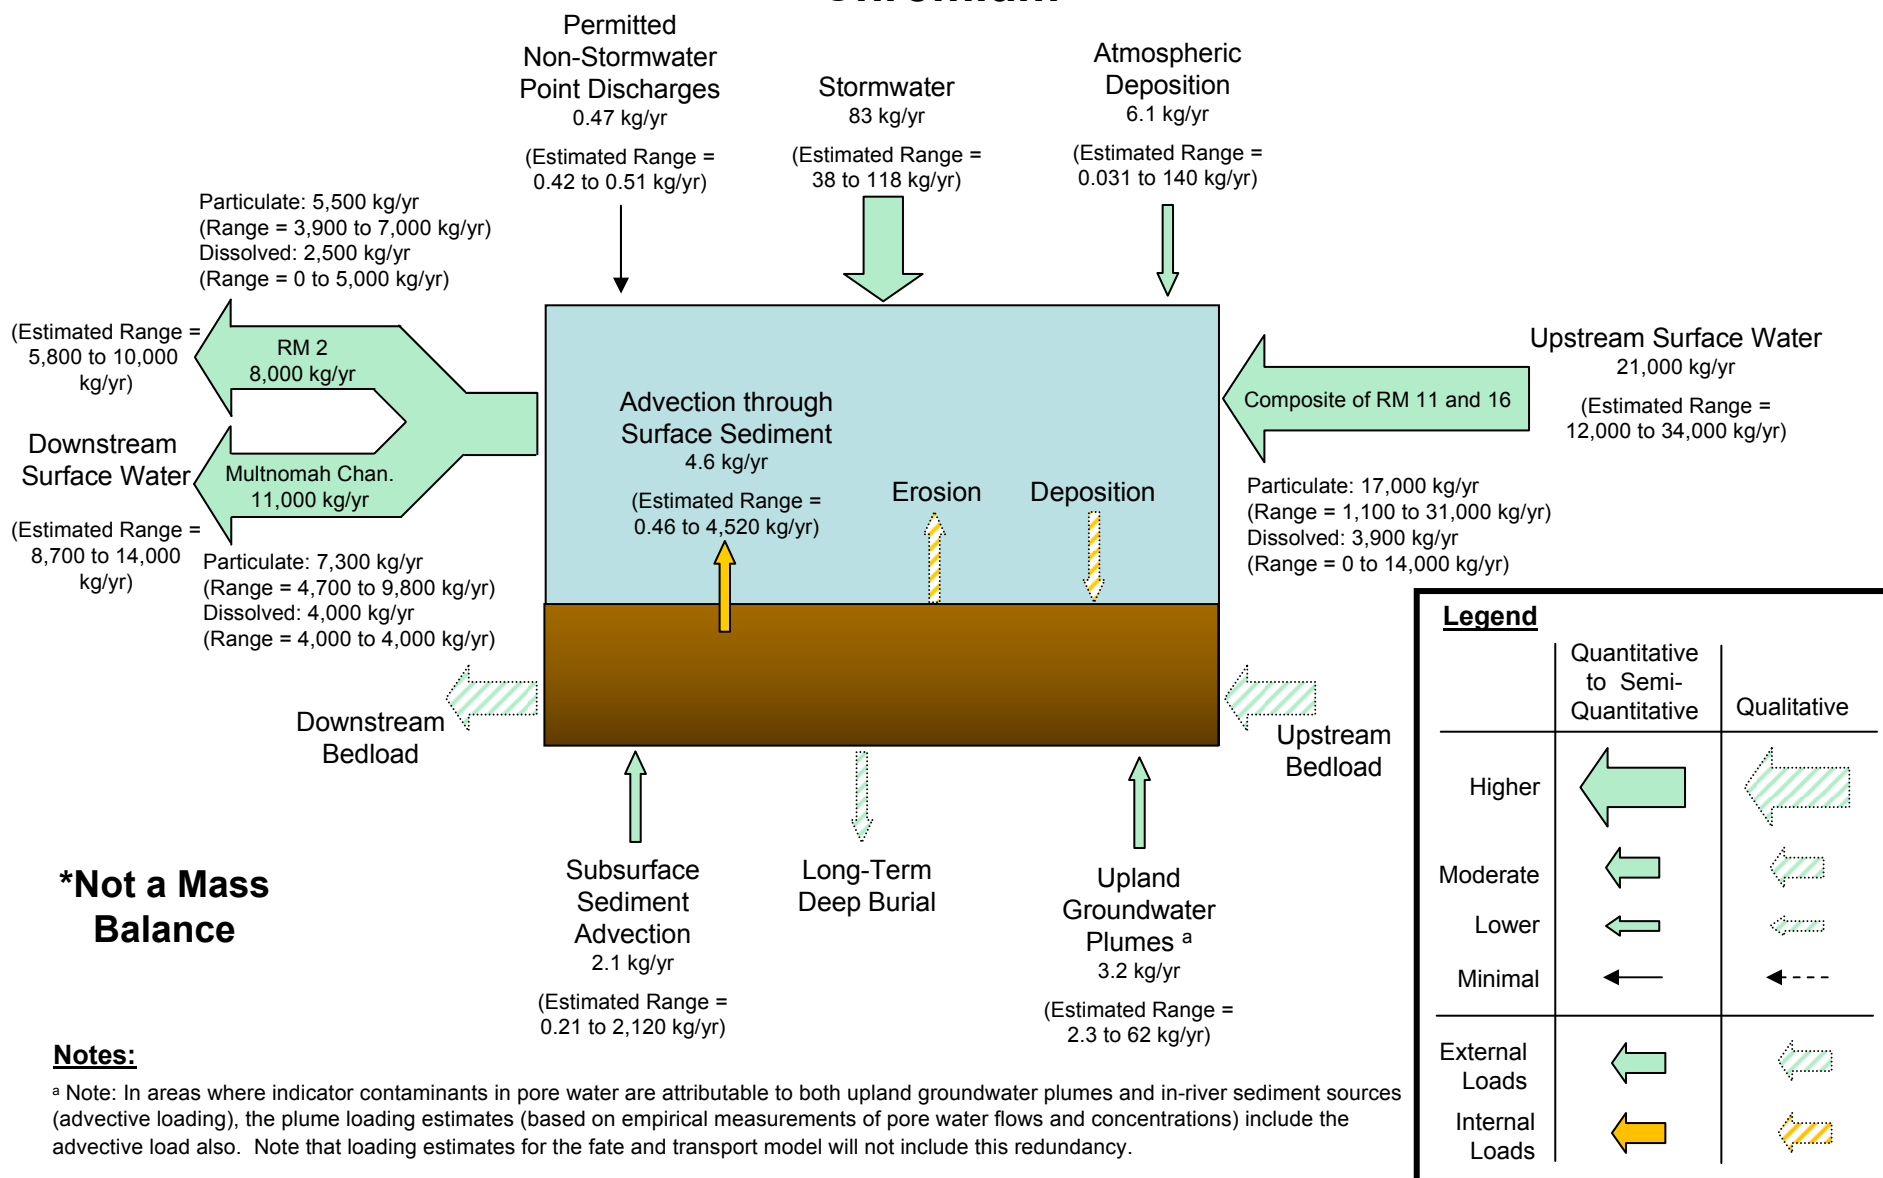 Permitted
Non-Stormwater
Point Discharges
0.47 kg/yr
(Estimated Range =
0.42 to 0.51 kg/yr)
Stormwater
83 kg/yr
(Estimated Range =
38 to 118 kg/yr)
Atmospheric
Deposition
6.1 kg/yr
(Estimated Range =
0.031 to 140 kg/yr)
Particulate: 5,500 kg/yr
(Range = 3,900 to 7,000 kg/yr)
Dissolved: 2,500 kg/yr
(Range = 0 to 5,000 kg/yr)
(Estimated Range =
5,800 to 10,000
kg/yr)
RM 2
8,000 kg/yr
Downstream
Surface Water
Multnomah Chan.
11,000 kg/yr
(Estimated Range =
8,700 to 14,000
kg/yr)
Particulate: 7,300 kg/yr
(Range = 4,700 to 9,800 kg/yr)
Dissolved: 4,000 kg/yr
(Range = 4,000 to 4,000 kg/yr)
Advection through
Surface Sediment
4.6 kg/yr
(Estimated Range =
0.46 to 4,520 kg/yr)
Erosion
Deposition
Composite of RM 11 and 16
Upstream Surface Water
21,000 kg/yr
(Estimated Range =
12,000 to 34,000 kg/yr)
Particulate: 17,000 kg/yr
(Range = 1,100 to 31,000 kg/yr)
Dissolved: 3,900 kg/yr
(Range = 0 to 14,000 kg/yr)
Downstream
Bedload
Upstream
Bedload
Subsurface
Sediment
Advection
2.1 kg/yr
(Estimated Range =
0.21 to 2,120 kg/yr)
Long-Term
Deep Burial
Upland
Groundwater
Plumes a
3.2 kg/yr
(Estimated Range =
2.3 to 62 kg/yr)
*Not a Mass
Balance
Legend
Quantitative
to Semi-
Quantitative
Qualitative
Higher
Moderate
Lower
Minimal
External
Loads
Internal
Loads
Notes:
a Note: In areas where indicator contaminants in pore water are attributable to both upland groundwater plumes and in-river sediment sources
(advective loading), the plume loading estimates (based on empirical measurements of pore water flows and concentrations) include the
advective load also. Note that loading estimates for the fate and transport model will not include this redundancy.